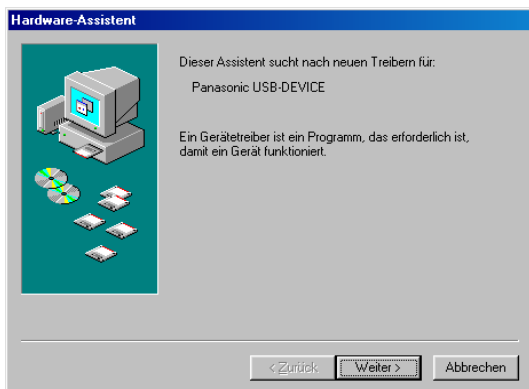 Hardware-Assistent
Dieser Assistent sucht nach neuen Treibern für:
Panasonic USB-DEVICE
Ein Gerätetreiber ist ein Programm, das erforderlich ist,
damit ein Gerät funktioniert.
< Zurück Weiter > Abbrechen